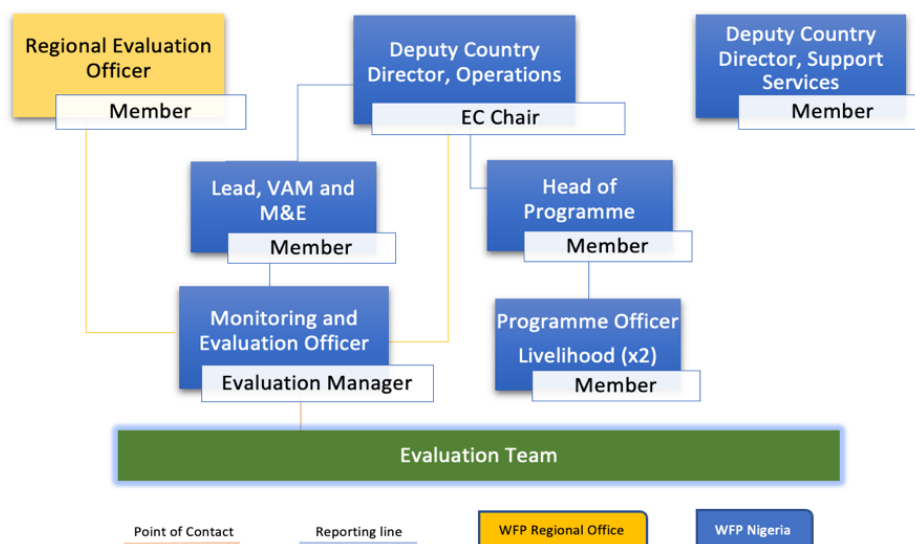 Regional Evaluation
Officer
Member
Deputy Country
Director, Operations
EC Chair
Deputy Country
Director, Support
Services
Member
Lead, VAM and
M&E
Member
Head of
Programme
Member
Monitoring and
Evaluation Officer
Evaluation Manager
Programme Officer
Livelihood (x2)
Member
Evaluation Team
Point of Contact
Reporting line
WFP Regional Office
WFP Nigeria